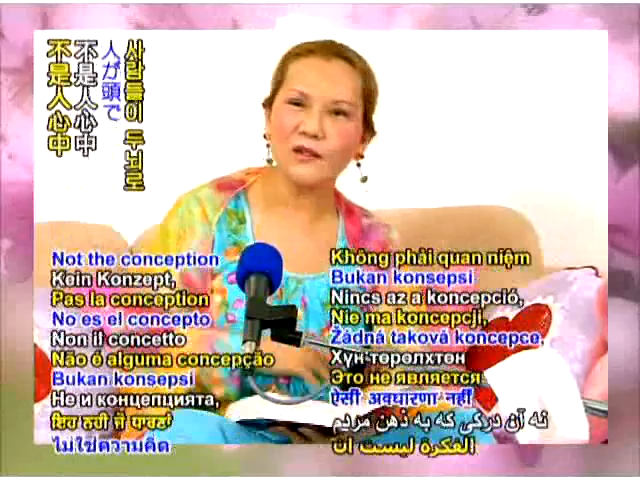 사람들이 두뇌로
人が頭で
不是人心中
不是人心中
Not the conception
Kein Konzept,
Pas la conception
No es el concepto
Non il concetto
Não é alguma concepção
Bukan konsepsi
Не и концепцията,
ਇਹ ਨਹੀ ਜੋ ਧਾਰਣਾਂ
ไม่ใช่ความคิด
Không phải quan niệm
Bukan konsepsi
Nincs az a koncepció,
Nie ma koncepcji,
Žádná taková koncepce,
Хүн төрөлхтөн
Это не является
ऐसी अवधारणा नहीं
نه آن درکی که به ذهن مردم
الفكرة ليست ان